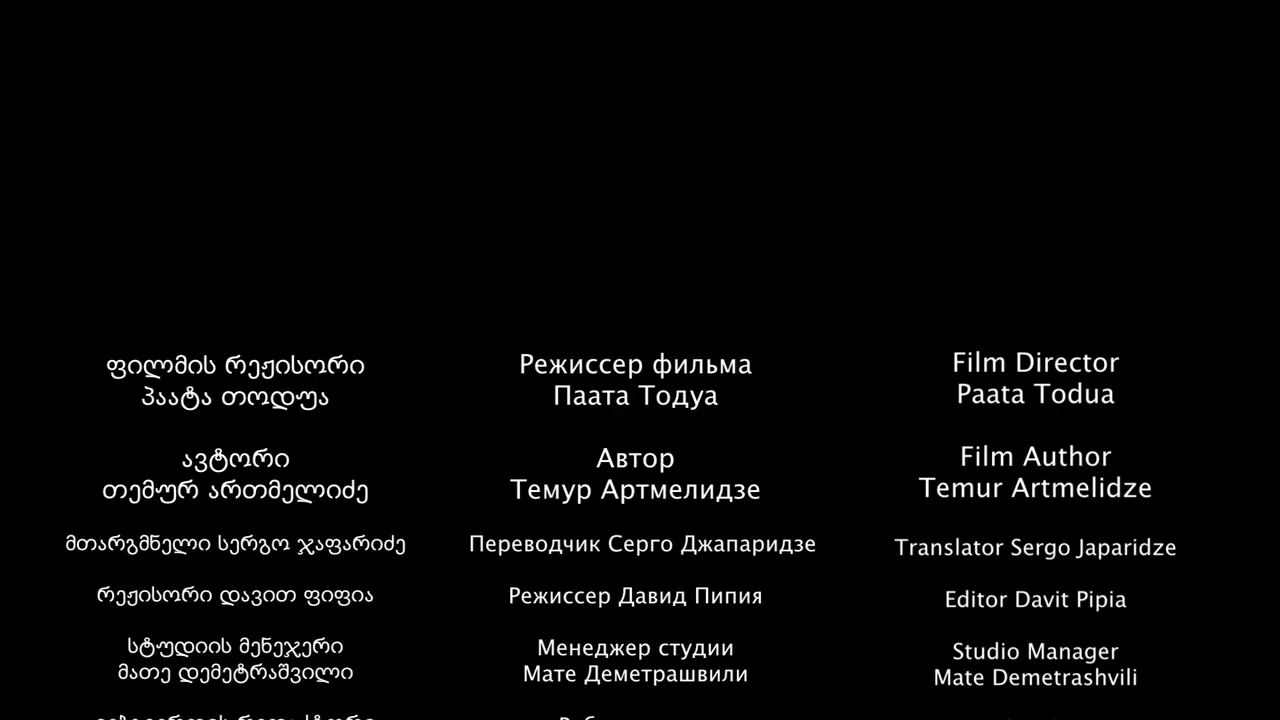 ფილმის რეჟისორი
პაატა თოდუა
ავტორი
თემურ ართმელიძე
მთარგმნელი სერგო ჯაფარიძე
რეჟისორი დავით ფიფია
სტუდიის მენეჯერი
მათე დემეტრაშვილი
Режиссер фильма
Паата Тодуа
Автор
Темур Артмелидзе
Переводчик Серго Джапаридзе
Режиссер Давид Пипия
Менеджер студии
Мате Деметрашвили
Film Director
Paata Todua
Film Author
Temur Artmelidze
Translator Sergo Japaridze
Editor Davit Pipia
Studio Manager
Mate Demetrashvili